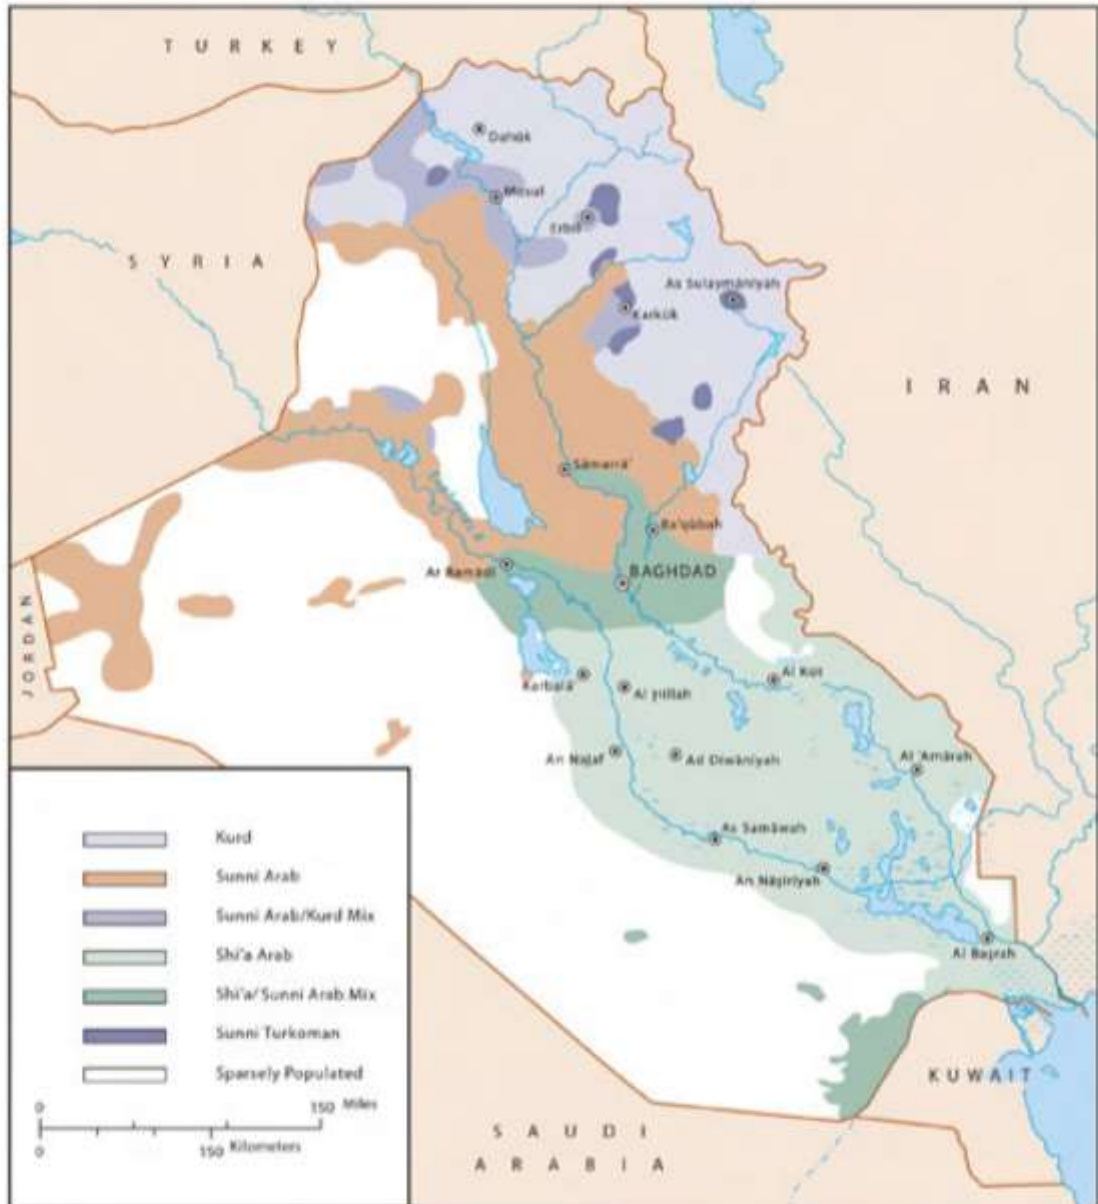 TURKEY
Dahūk
Mosul
Erbil
SYRIA
As Sulaymānīyah
Karkūk
IRAN
Sāmarrā'
Ba'qūbah
Ar Ramādī
BAGHDAD
JORDAN
Karbalā
Al Ḥillah
Al Kūt
An Najaf
Ad Dīwānīyah
Al 'Amārah
As Samāwah
An Nāşirīyah
Al Başrah
Kurd
Sunni Arab
Sunni Arab/Kurd Mix
Shi'a Arab
Shi'a/Sunni Arab Mix
Sunni Turkoman
Sparsely Populated
0 150 Miles
0 150 Kilometers
KUWAIT
SAUDI
ARABIA